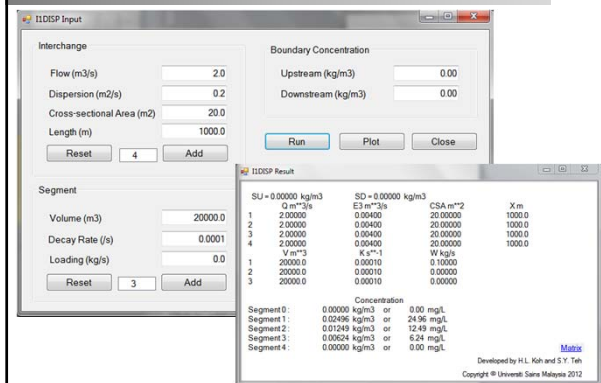 I1DISP Input
Interchange
Flow (m3/s) 2.0
Dispersion (m2/s) 0.2
Cross-sectional Area (m2) 20.0
Length (m) 1000.0
Reset 4 Add
Boundary Concentration
Upstream (kg/m3) 0.00
Downstream (kg/m3) 0.00
Run Plot Close
Segment
Volume (m3) 20000.0
Decay Rate (/s) 0.0001
Loading (kg/s) 0.0
Reset 3 Add
I1DISP Result
SU = 0.00000 kg/m3 SD = 0.00000 kg/m3
Q m**3/s E3 m**3/s CSA m**2 X m
1 2.00000 0.00400 20.00000 1000.0
2 2.00000 0.00400 20.00000 1000.0
3 2.00000 0.00400 20.00000 1000.0
4 2.00000 0.00400 20.00000 1000.0
V m**3 K s**-1 W kg/s
1 20000.0 0.00010 0.10000
2 20000.0 0.00010 0.00000
3 20000.0 0.00010 0.00000
Concentration
Segment 0 : 0.00000 kg/m3 or 0.00 mg/L
Segment 1 : 0.02496 kg/m3 or 24.96 mg/L
Segment 2 : 0.01249 kg/m3 or 12.49 mg/L
Segment 3 : 0.00624 kg/m3 or 6.24 mg/L
Segment 4 : 0.00000 kg/m3 or 0.00 mg/L
Matrix
Developed by H.L. Koh and S.Y. Teh
Copyright © Universiti Sains Malaysia 2012